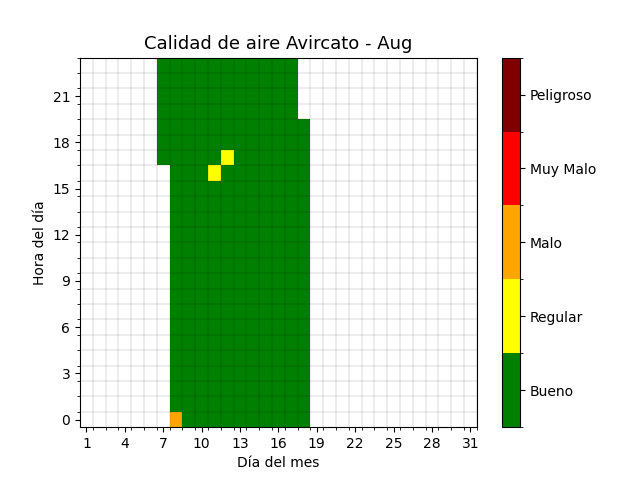 Calidad de aire Avircato - Aug
Hora del día
21
18
15
12
9
6
3
0
1 4 7 10 13 16 19 22 25 28 31
Día del mes
Peligroso
Muy Malo
Malo
Regular
Bueno